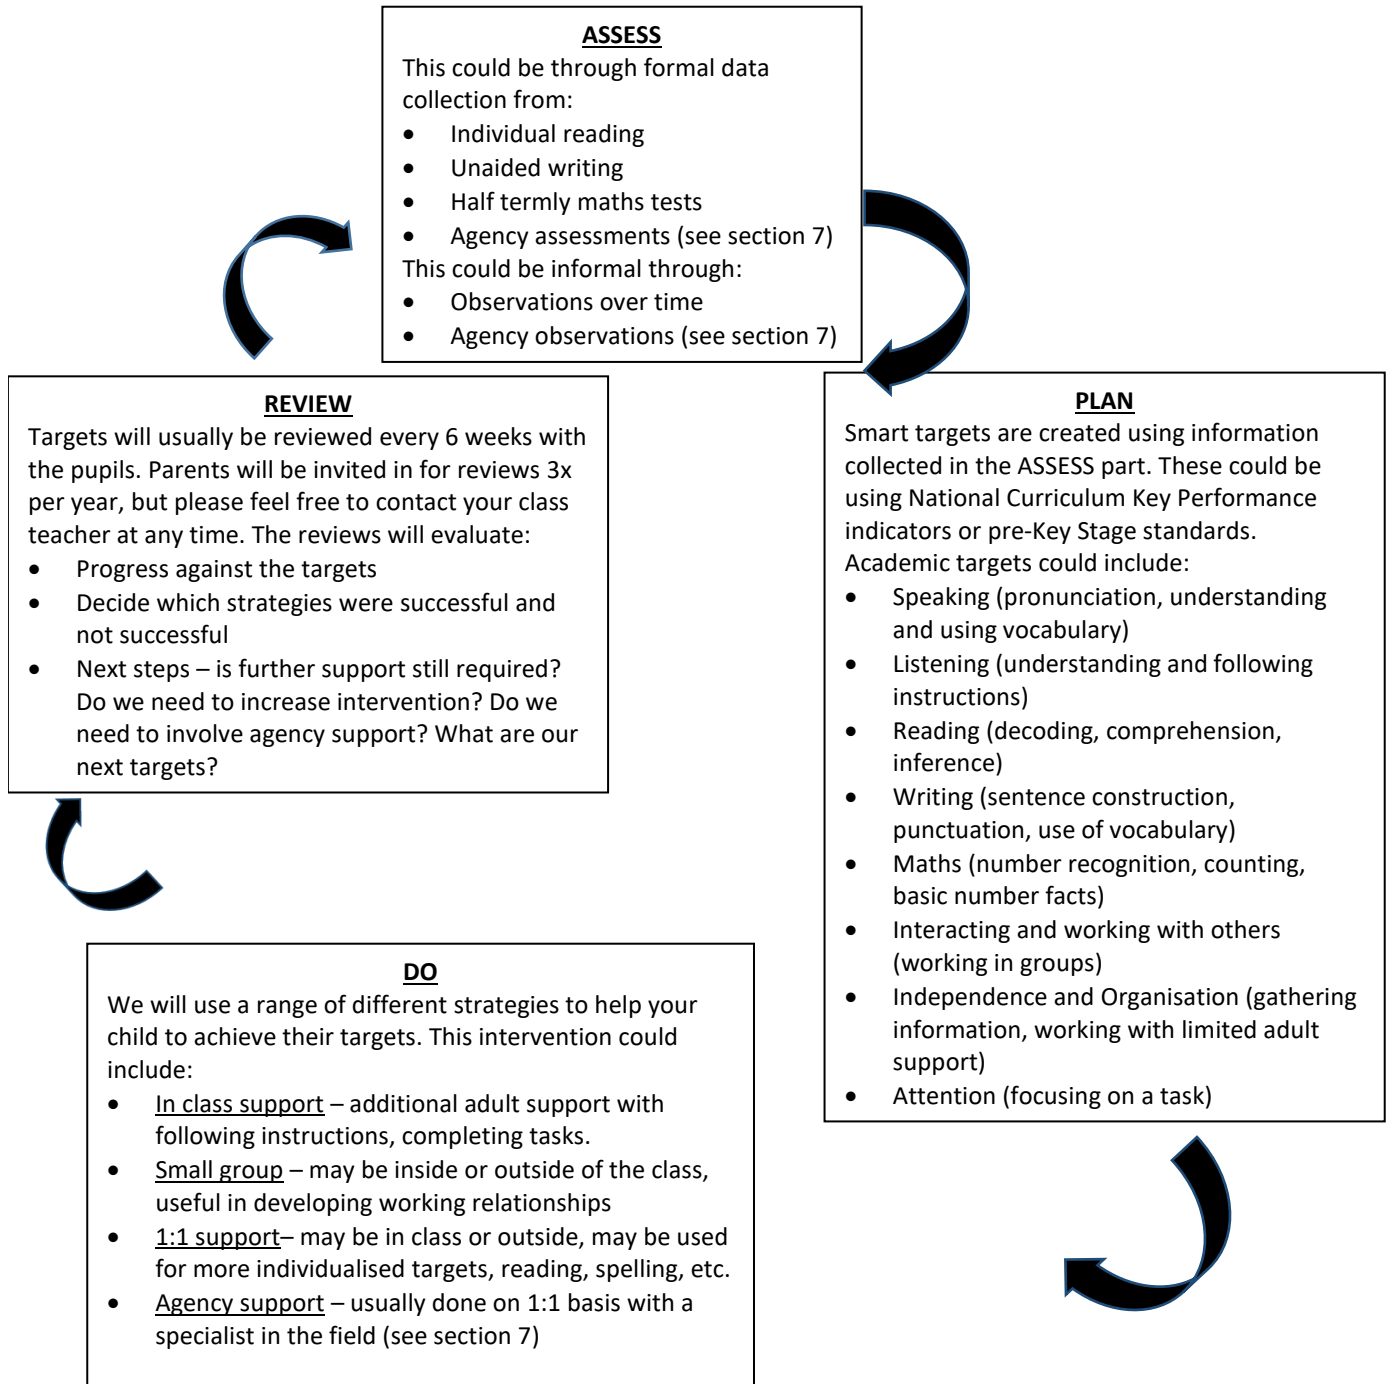 ASSESS
This could be through formal data
collection from:
• Individual reading
• Unaided writing
• Half termly maths tests
• Agency assessments (see section 7)
This could be informal through:
• Observations over time
• Agency observations (see section 7)
PLAN
Smart targets are created using information
collected in the ASSESS part. These could be
using National Curriculum Key Performance
indicators or pre-Key Stage standards.
Academic targets could include:
• Speaking (pronunciation, understanding
and using vocabulary)
• Listening (understanding and following
instructions)
• Reading (decoding, comprehension,
inference)
• Writing (sentence construction,
punctuation, use of vocabulary)
• Maths (number recognition, counting,
basic number facts)
• Interacting and working with others
(working in groups)
• Independence and Organisation (gathering
information, working with limited adult
support)
• Attention (focusing on a task)
DO
We will use a range of different strategies to help your
child to achieve their targets. This intervention could
include:
• In class support – additional adult support with
following instructions, completing tasks.
• Small group – may be inside or outside of the class,
useful in developing working relationships
• 1:1 support– may be in class or outside, may be used
for more individualised targets, reading, spelling, etc.
• Agency support – usually done on 1:1 basis with a
specialist in the field (see section 7)
REVIEW
Targets will usually be reviewed every 6 weeks with
the pupils. Parents will be invited in for reviews 3x
per year, but please feel free to contact your class
teacher at any time. The reviews will evaluate:
• Progress against the targets
• Decide which strategies were successful and
not successful
• Next steps – is further support still required?
Do we need to increase intervention? Do we
need to involve agency support? What are our
next targets?